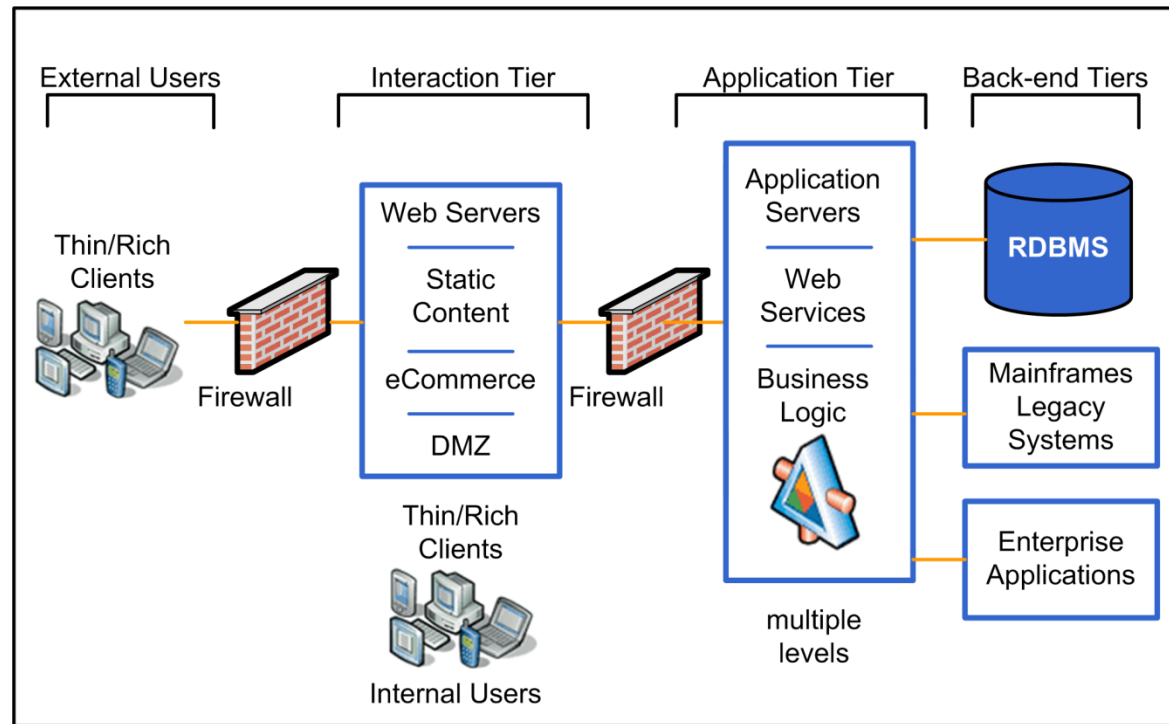 External Users
Interaction Tier
Application Tier
Back-end Tiers
Thin/Rich
Clients
Firewall
Web Servers
Static
Content
eCommerce
DMZ
Thin/Rich
Clients
Internal Users
Firewall
Application
Servers
Web
Services
Business
Logic
multiple
levels
RDBMS
Mainframes
Legacy
Systems
Enterprise
Applications